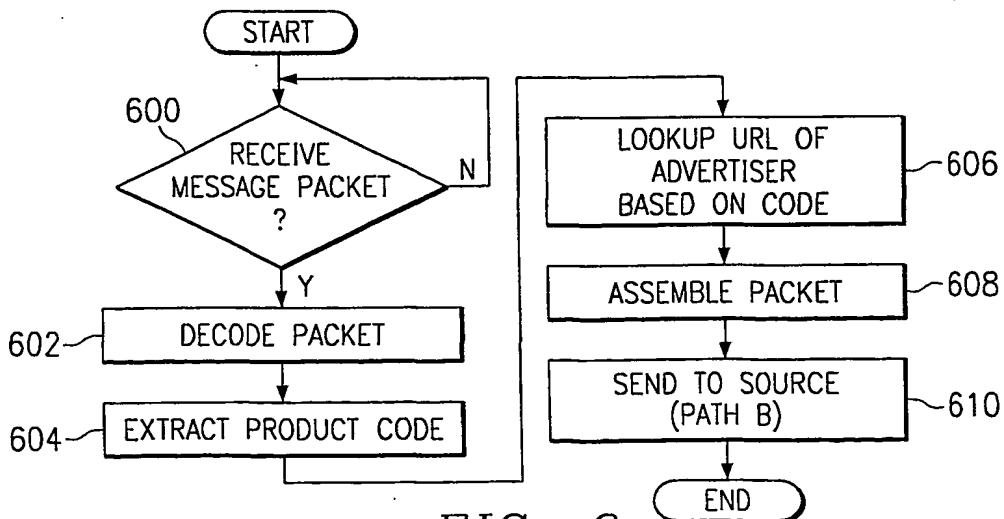 START
600
RECEIVE
MESSAGE PACKET
?
N
Y
602
DECODE PACKET
604
EXTRACT PRODUCT CODE
LOOKUP URL OF
ADVERTISER
BASED ON CODE
606
ASSEMBLE PACKET
608
SEND TO SOURCE
(PATH B)
610
END